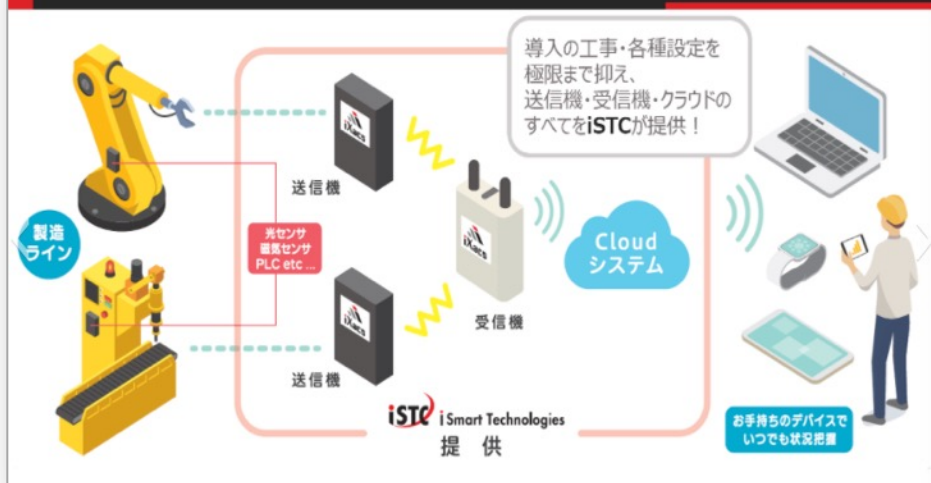 導入の工事・各種設定を
極限まで抑え、
送信機・受信機・クラウドの
すべてをiSTCが提供！
iXacs
送信機
製造
ライン
光センサ
磁気センサ
PLC etc ...
iXacs
Cloud
システム
受信機
iXacs
送信機
iSTC i Smart Technologies
提供
お手持ちのデバイスで
いつでも状況把握